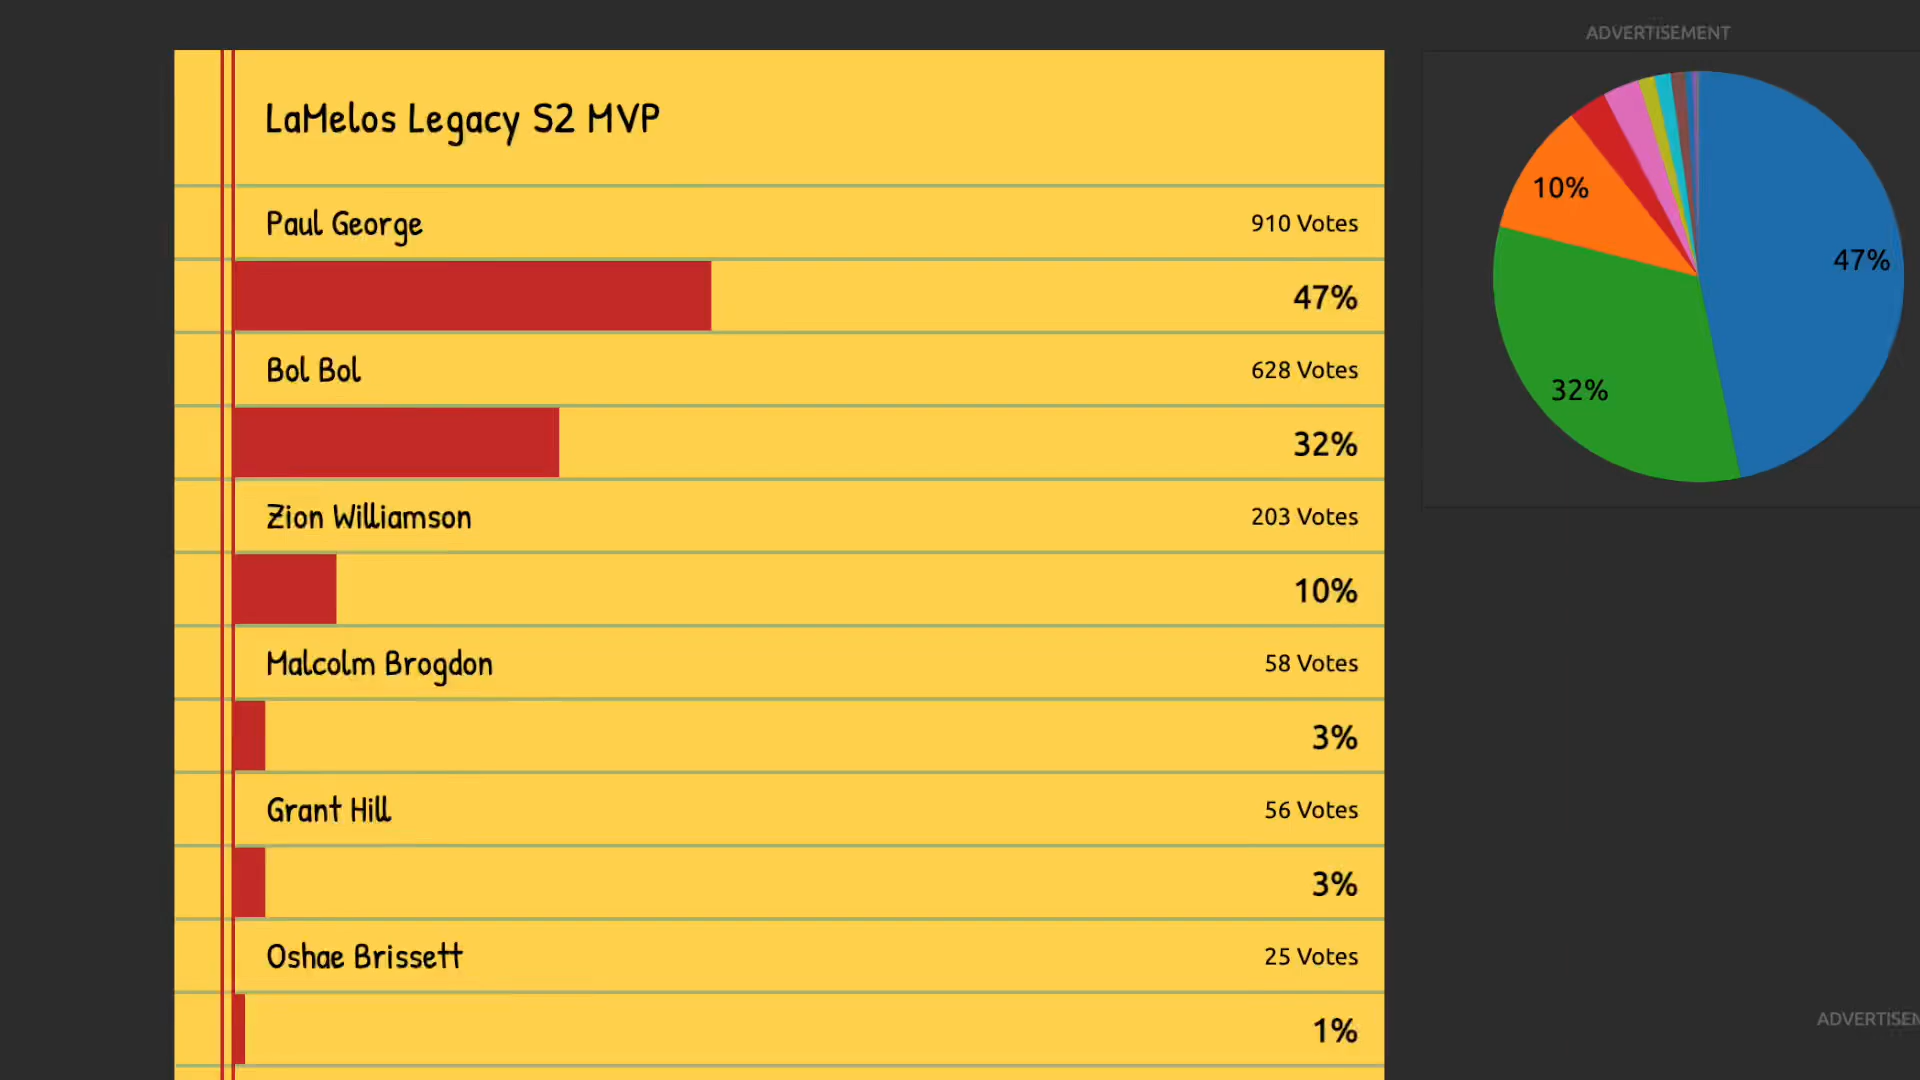 ADVERTISEMENT
LaMelos Legacy S2 MVP
Paul George 910 Votes
47%
Bol Bol 628 Votes
32%
Zion Williamson 203 Votes
10%
Malcolm Brogdon 58 Votes
3%
Grant Hill 56 Votes
3%
Oshae Brissett 25 Votes
1%
10%
47%
32%